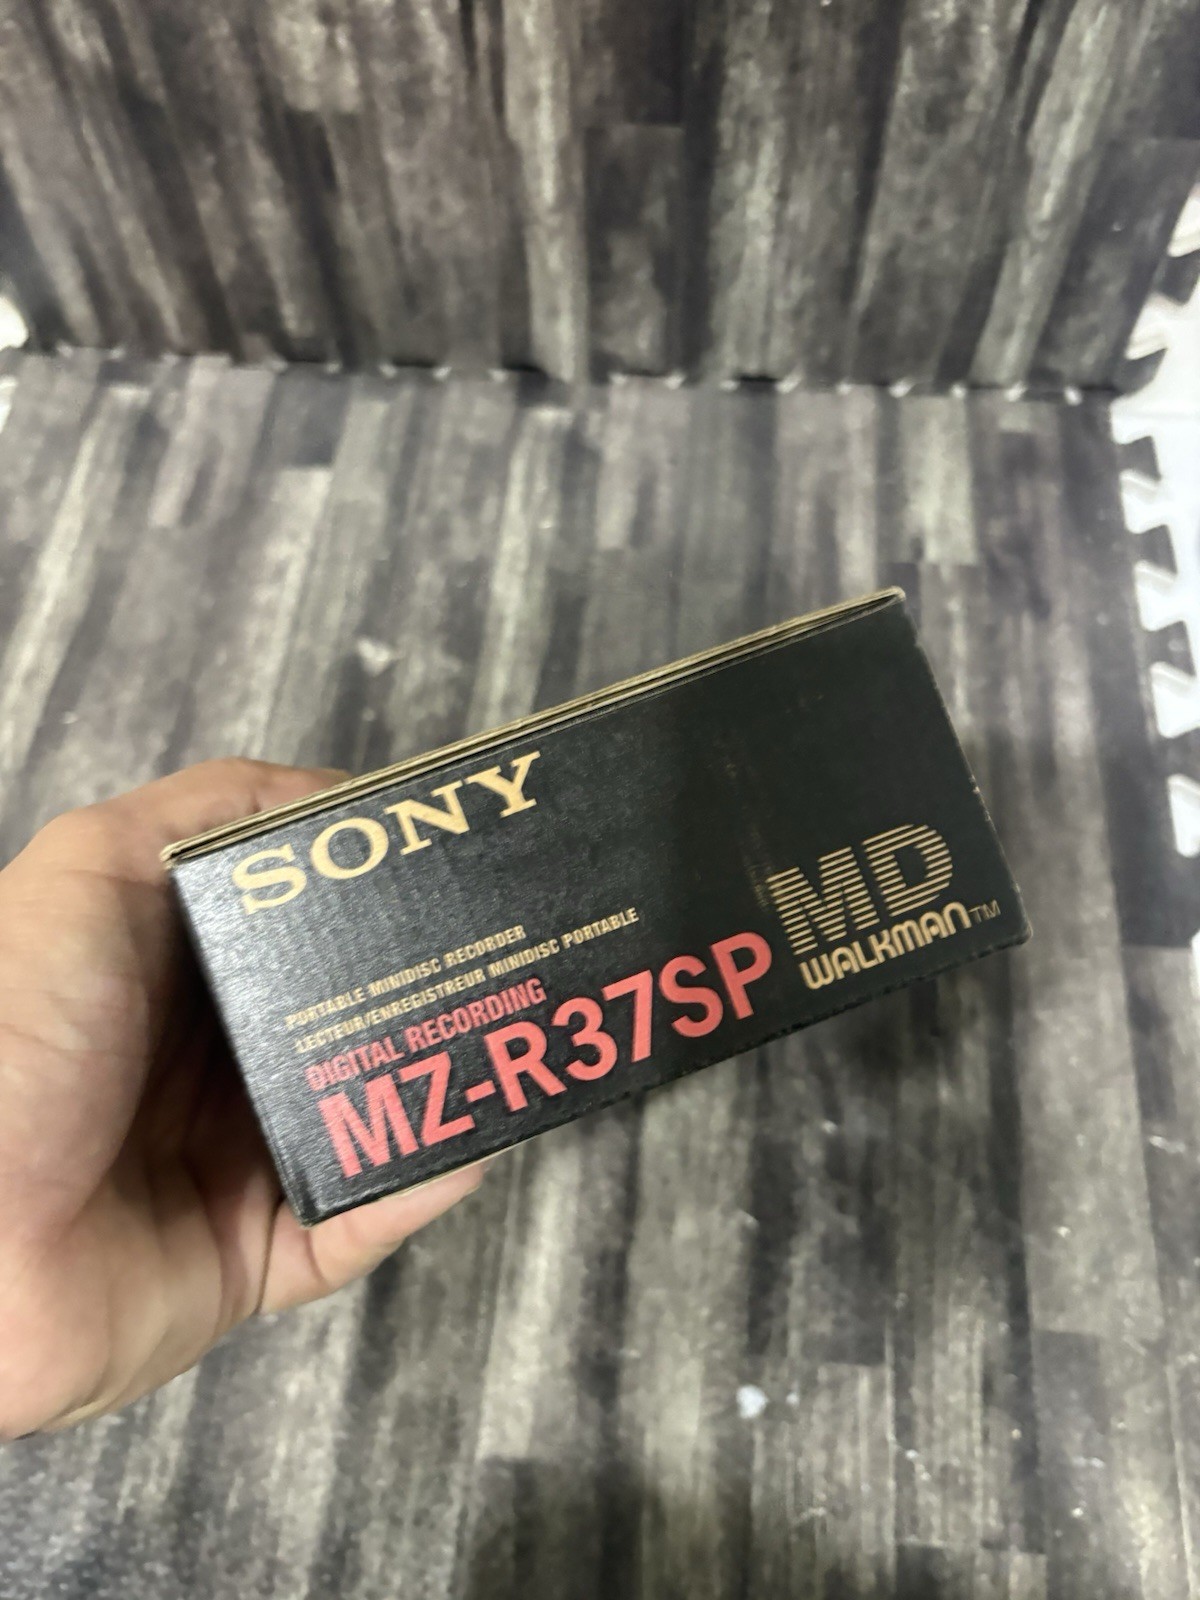 SONY
PORTABLE MINIDISC RECORDER
LECTEUR/ENREGISTREUR MINIDISC PORTABLE
DIGITAL RECORDING
MZ-R37SP
MD
WALKMAN™